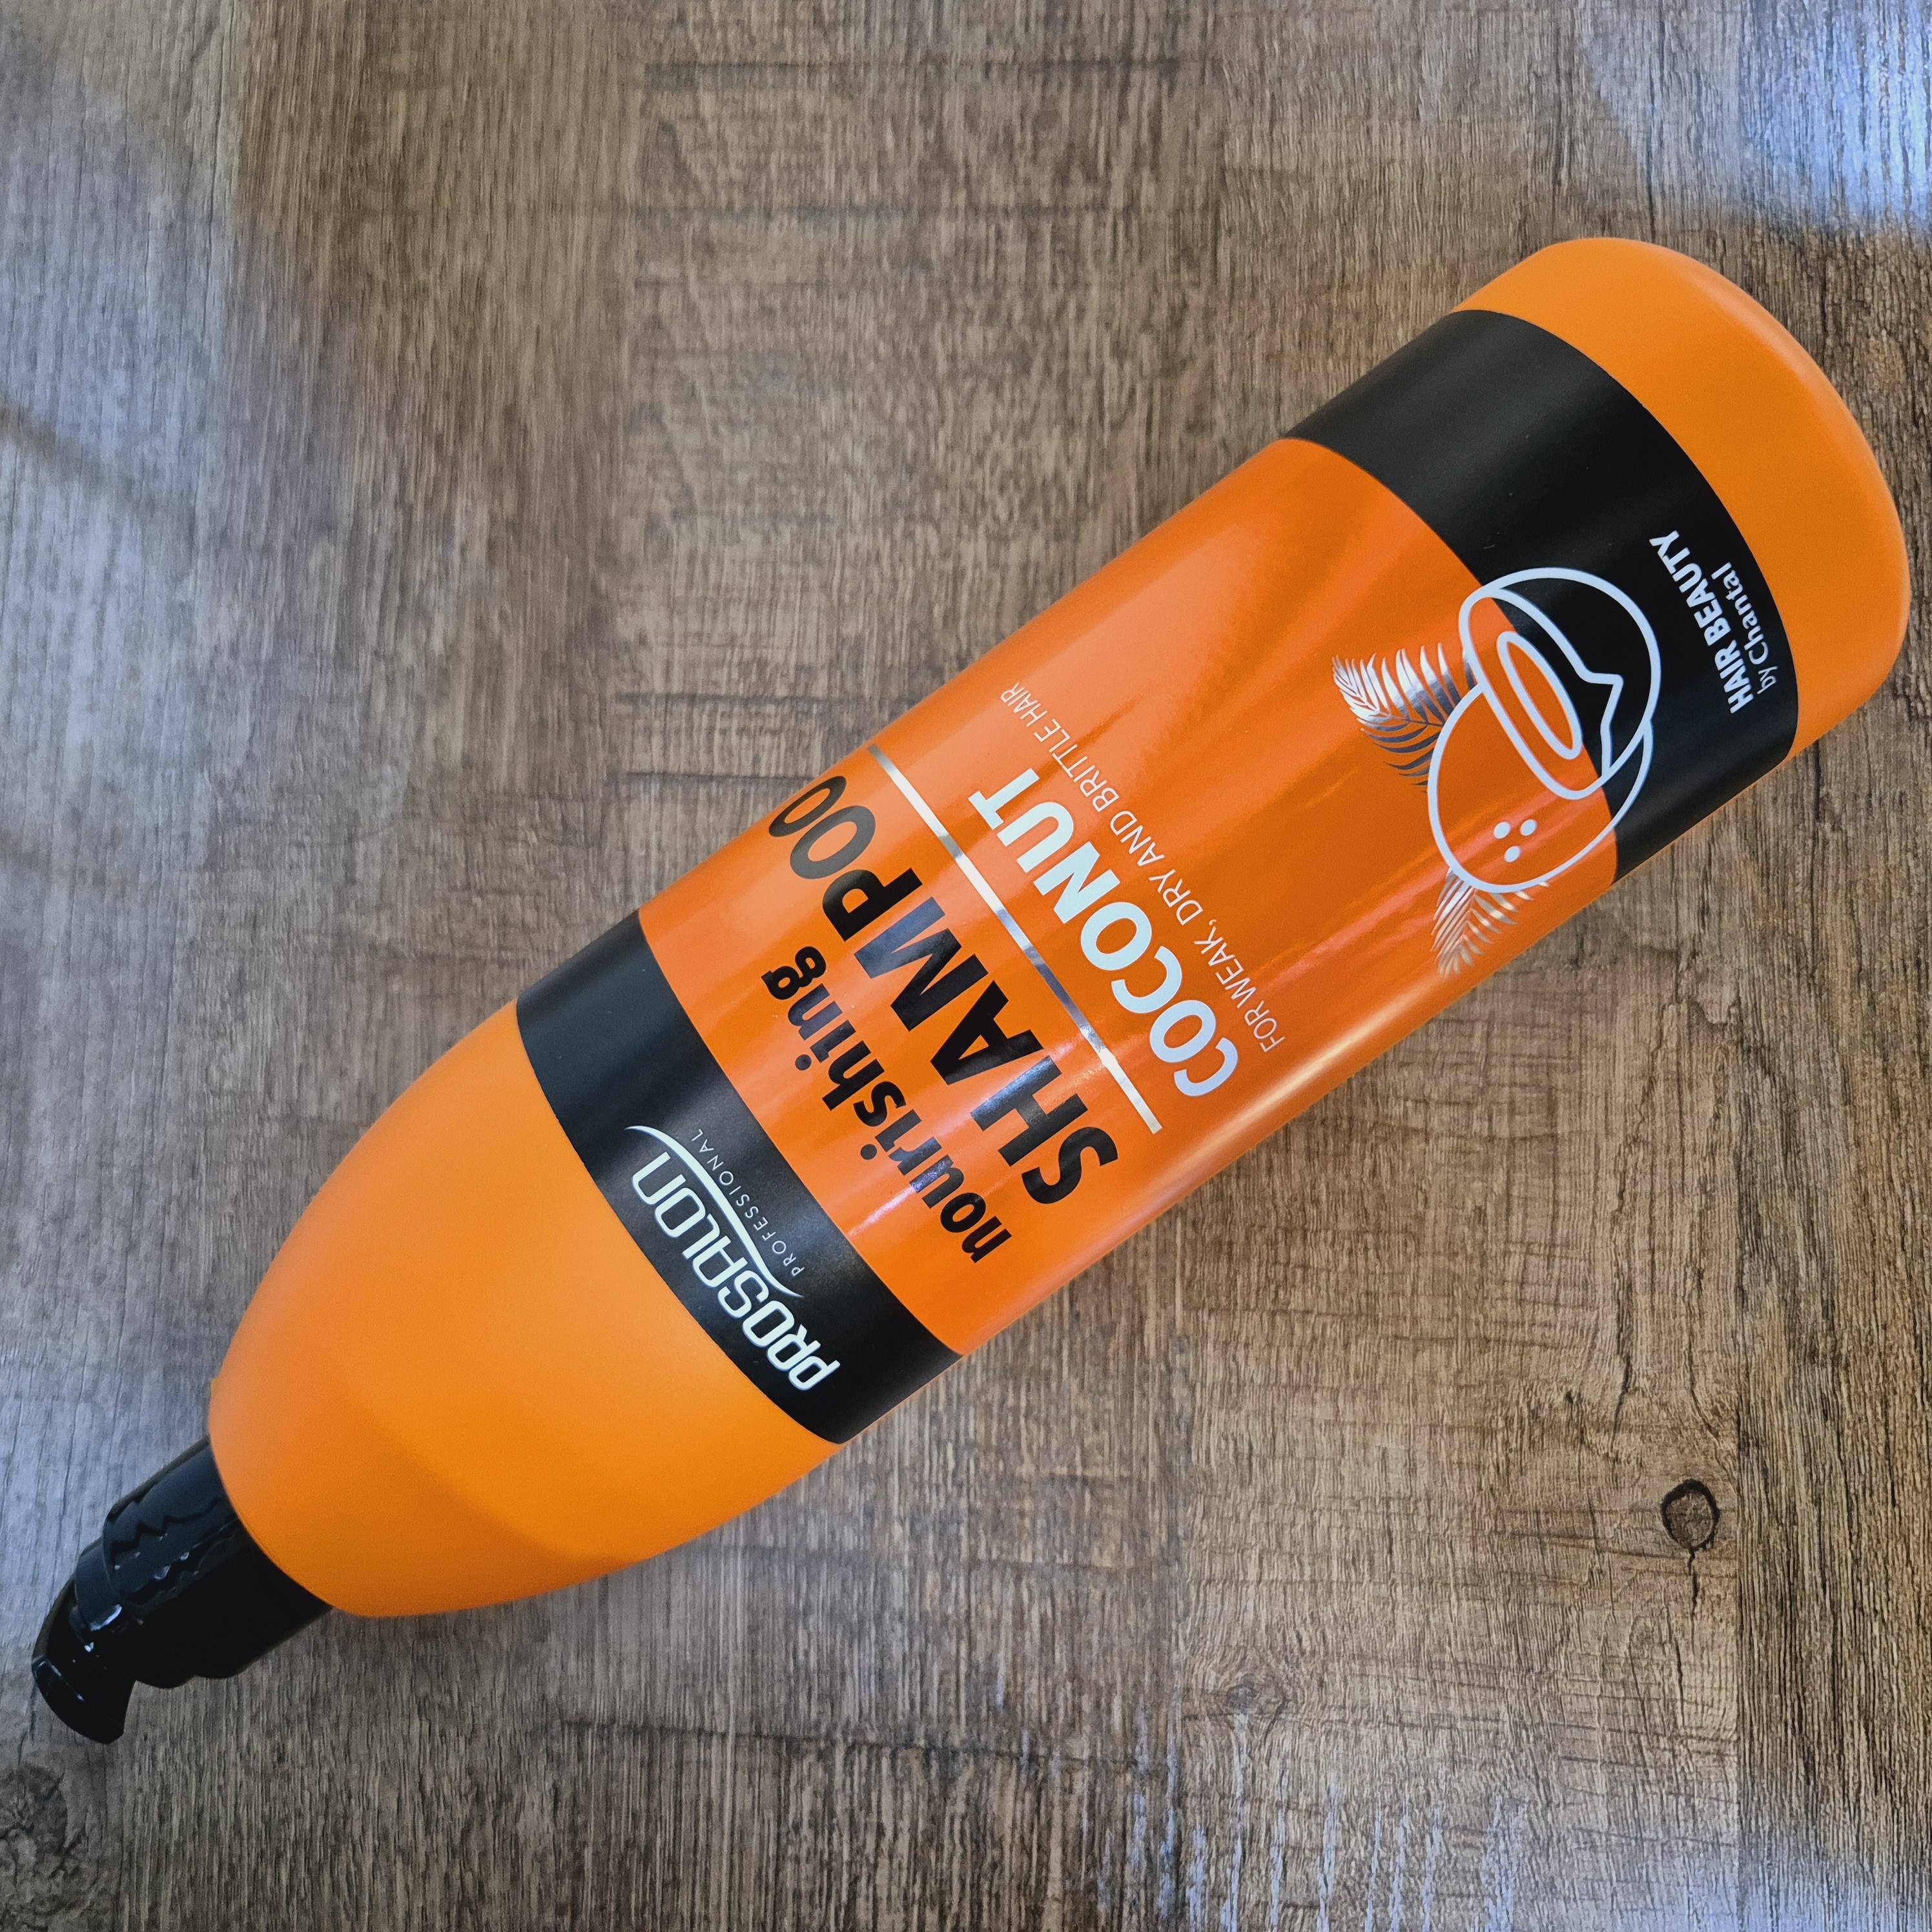 PROSALON
PROFESSIONAL
nourishing
SHAMPOO
COCONUT
FOR WEAK, DRY AND BRITTLE HAIR
HAIR BEAUTY
by Chantal